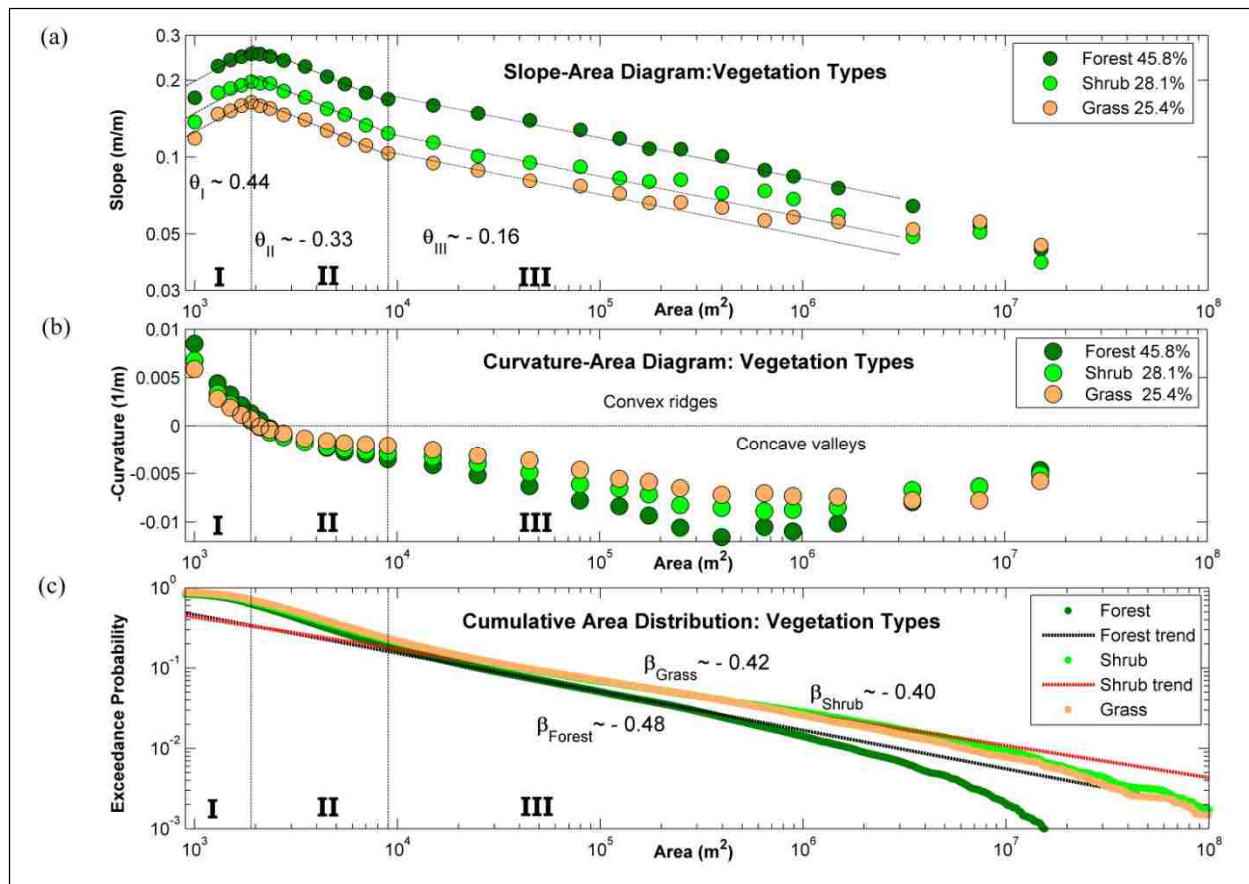 (a)
0.3
0.2
0.1
0.05
0.03
Slope (m/m)
Slope-Area Diagram:Vegetation Types
Forest 45.8%
Shrub 28.1%
Grass 25.4%
θI ~ 0.44
θII ~ - 0.33
θIII ~ - 0.16
I II III
10³ 10⁴ 10⁵ 10⁶ 10⁷ 10⁸
Area (m²)
(b)
0.01
0.005
0
-0.005
-0.01
-Curvature (1/m)
Curvature-Area Diagram: Vegetation Types
Forest 45.8%
Shrub 28.1%
Grass 25.4%
Convex ridges
Concave valleys
I II III
10³ 10⁴ 10⁵ 10⁶ 10⁷ 10⁸
Area (m²)
(c)
10⁰
10⁻¹
10⁻²
10⁻³
Exceedance Probability
Cumulative Area Distribution: Vegetation Types
Forest
Forest trend
Shrub
Shrub trend
Grass
βGrass ~ - 0.42
βShrub ~ - 0.40
βForest ~ - 0.48
I II III
10³ 10⁴ 10⁵ 10⁶ 10⁷ 10⁸
Area (m²)